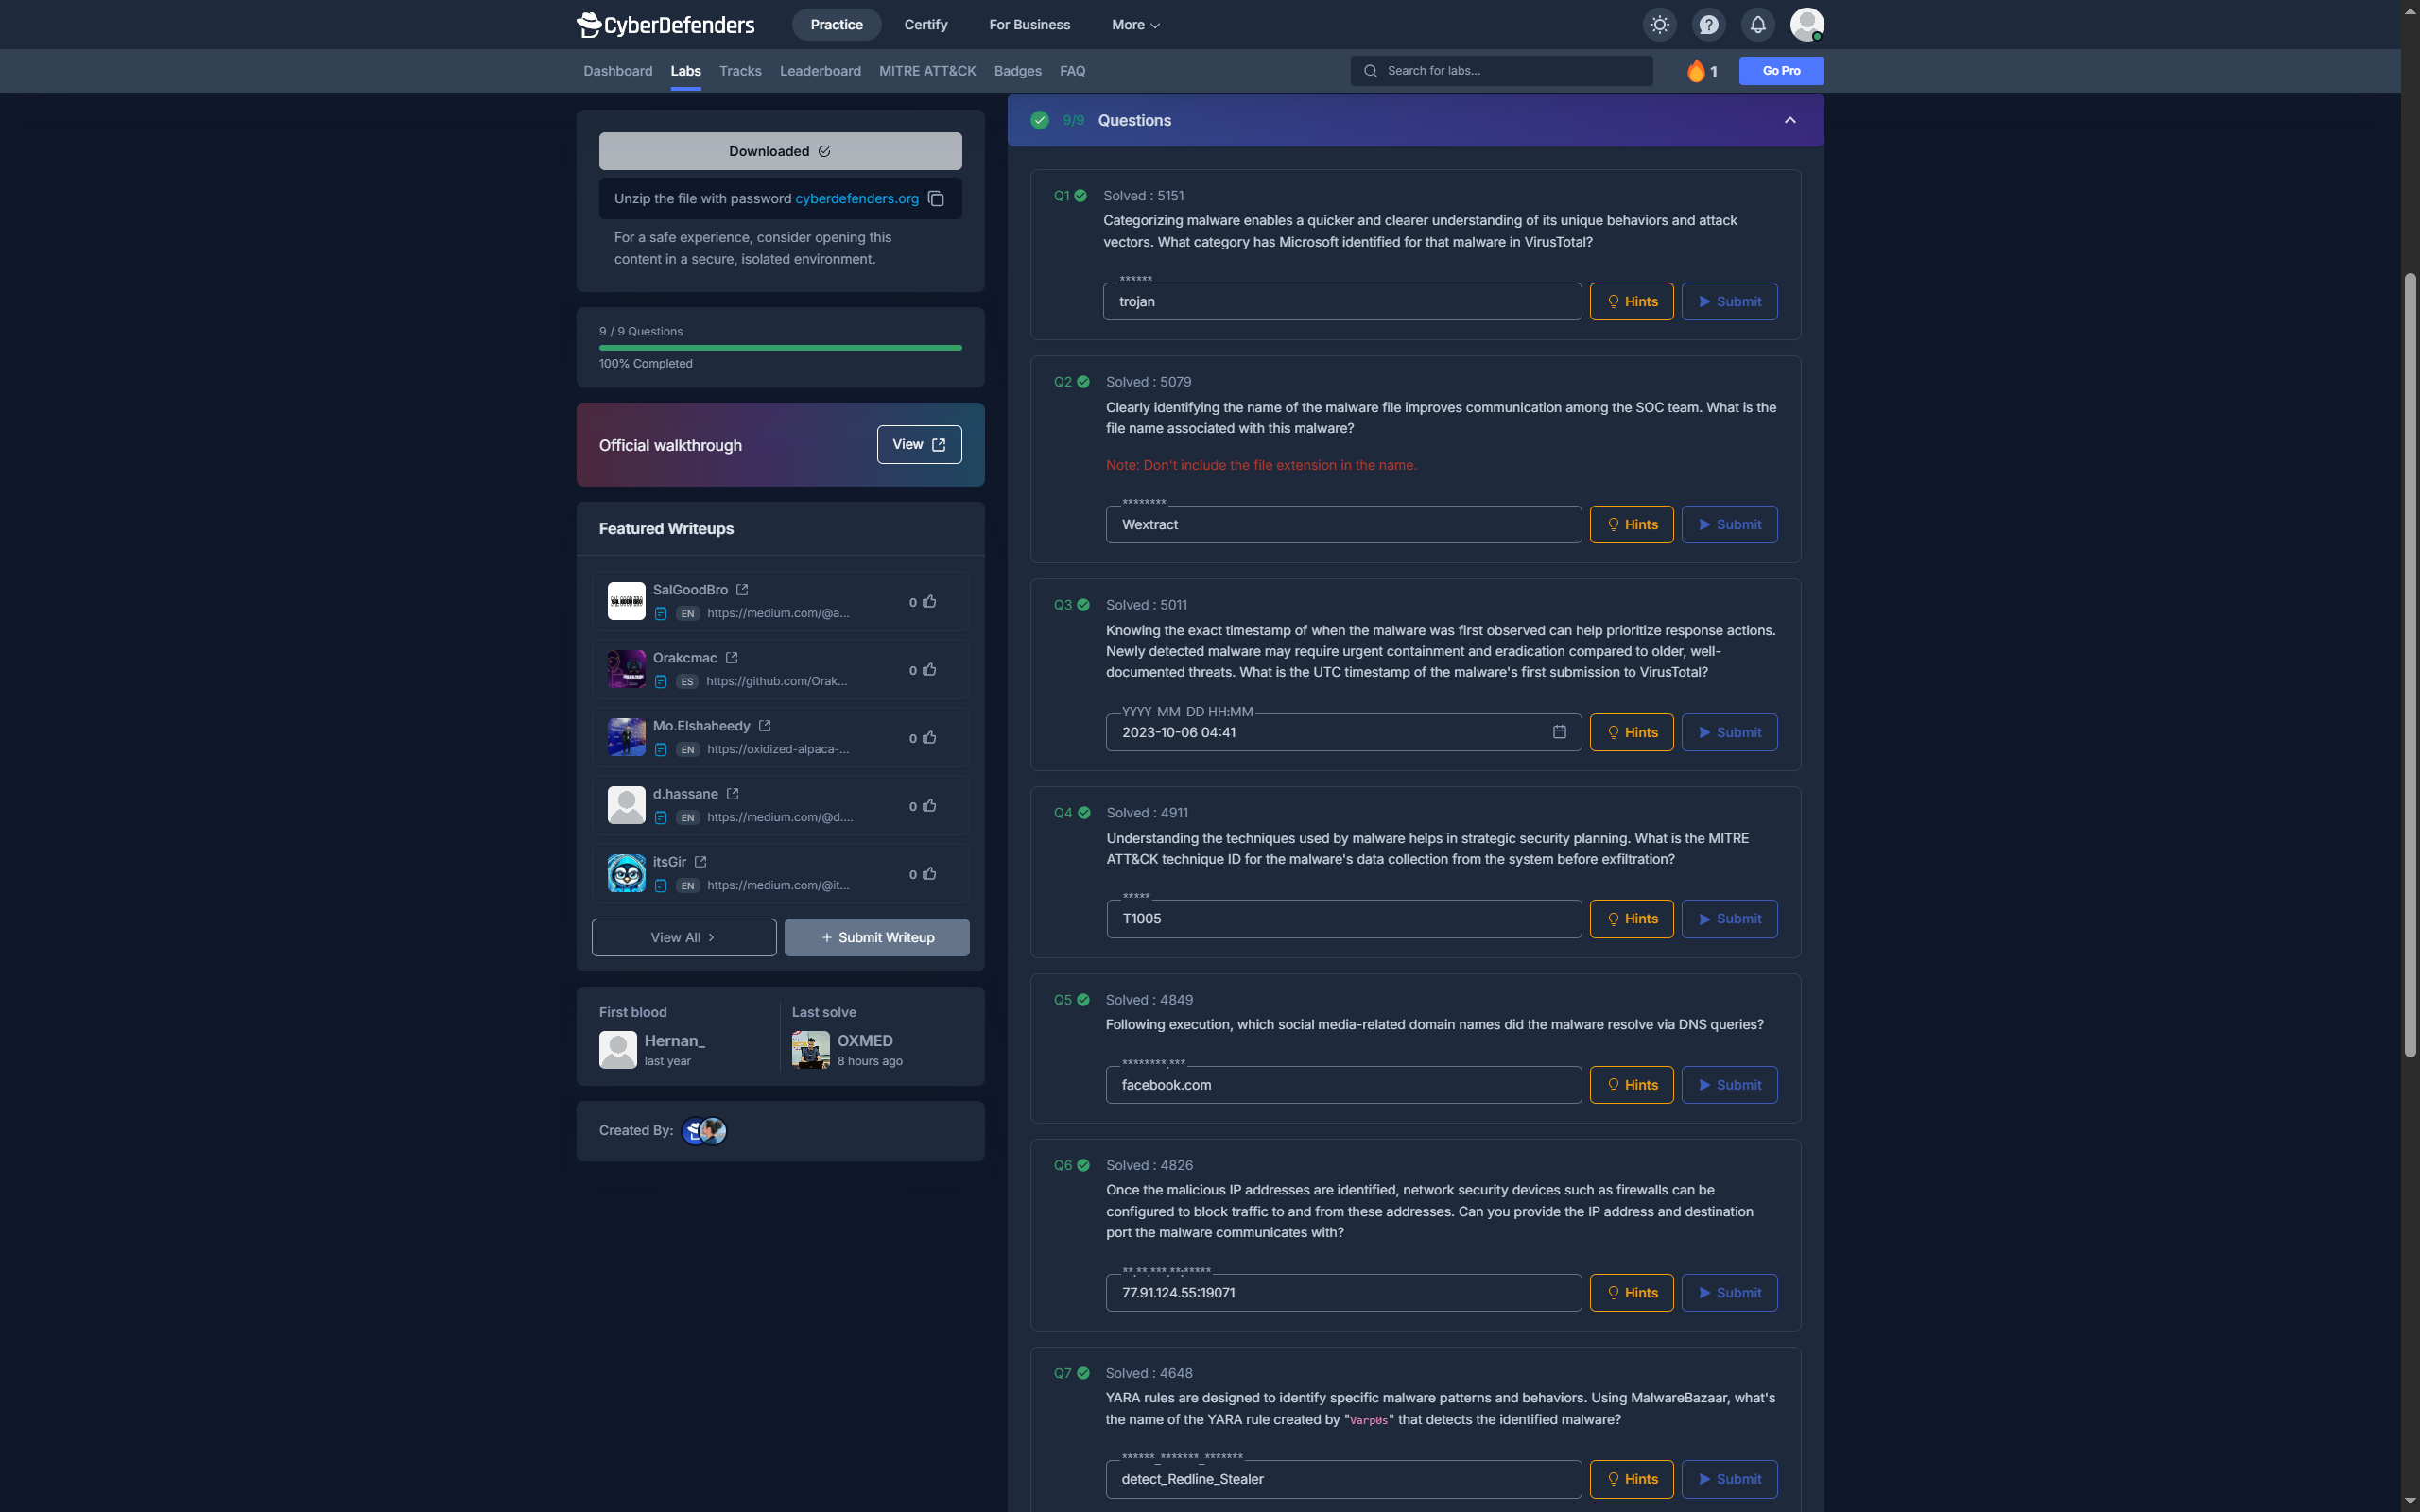 CyberDefenders
Practice
Certify
For Business
More
Dashboard
Labs
Tracks
Leaderboard
MITRE ATT&CK
Badges
FAQ
Search for labs...
1
Go Pro
Downloaded
Unzip the file with password cyberdefenders.org
For a safe experience, consider opening this
content in a secure, isolated environment.
9 / 9 Questions
100% Completed
Official walkthrough
View
Featured Writeups
SalGoodBro
EN https://medium.com/@a...
0
Orakcmac
ES https://github.com/Orak...
0
Mo.Elshaheedy
EN https://oxidized-alpaca-...
0
d.hassane
EN https://medium.com/@d....
0
itsGir
EN https://medium.com/@it...
0
View All
+ Submit Writeup
First blood
Hernan_
last year
Last solve
OXMED
8 hours ago
Created By:
9/9 Questions
Q1 Solved : 5151
Categorizing malware enables a quicker and clearer understanding of its unique behaviors and attack
vectors. What category has Microsoft identified for that malware in VirusTotal?
******
trojan
Hints
Submit
Q2 Solved : 5079
Clearly identifying the name of the malware file improves communication among the SOC team. What is the
file name associated with this malware?
Note: Don't include the file extension in the name.
********
Wextract
Hints
Submit
Q3 Solved : 5011
Knowing the exact timestamp of when the malware was first observed can help prioritize response actions.
Newly detected malware may require urgent containment and eradication compared to older, well-
documented threats. What is the UTC timestamp of the malware's first submission to VirusTotal?
YYYY-MM-DD HH:MM
2023-10-06 04:41
Hints
Submit
Q4 Solved : 4911
Understanding the techniques used by malware helps in strategic security planning. What is the MITRE
ATT&CK technique ID for the malware's data collection from the system before exfiltration?
*****
T1005
Hints
Submit
Q5 Solved : 4849
Following execution, which social media-related domain names did the malware resolve via DNS queries?
********.***
facebook.com
Hints
Submit
Q6 Solved : 4826
Once the malicious IP addresses are identified, network security devices such as firewalls can be
configured to block traffic to and from these addresses. Can you provide the IP address and destination
port the malware communicates with?
**.**.***.**:*****
77.91.124.55:19071
Hints
Submit
Q7 Solved : 4648
YARA rules are designed to identify specific malware patterns and behaviors. Using MalwareBazaar, what's
the name of the YARA rule created by "Varp0s" that detects the identified malware?
******_*******_*******
detect_Redline_Stealer
Hints
Submit